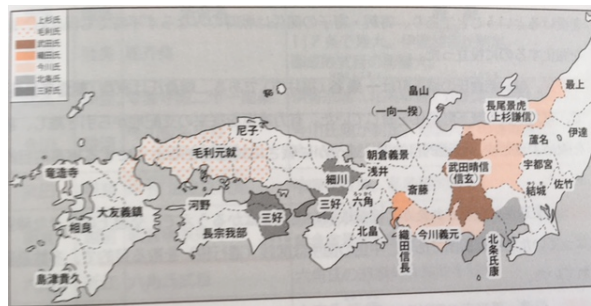 上杉氏
毛利氏
武田氏
織田氏
今川氏
北条氏
三好氏
最上
長尾景虎
(上杉謙信)
伊達
蘆名
畠山
(一向一揆)
宇都宮
佐竹
結城
武田晴信
(信玄)
朝倉義景
浅井
斎藤
六角
尼子
毛利元就
細川
三好
三好
河野
長宗我部
北畠
織田信長
今川義元
北条氏康
竜造寺
大友義鎮
相良
島津貴久